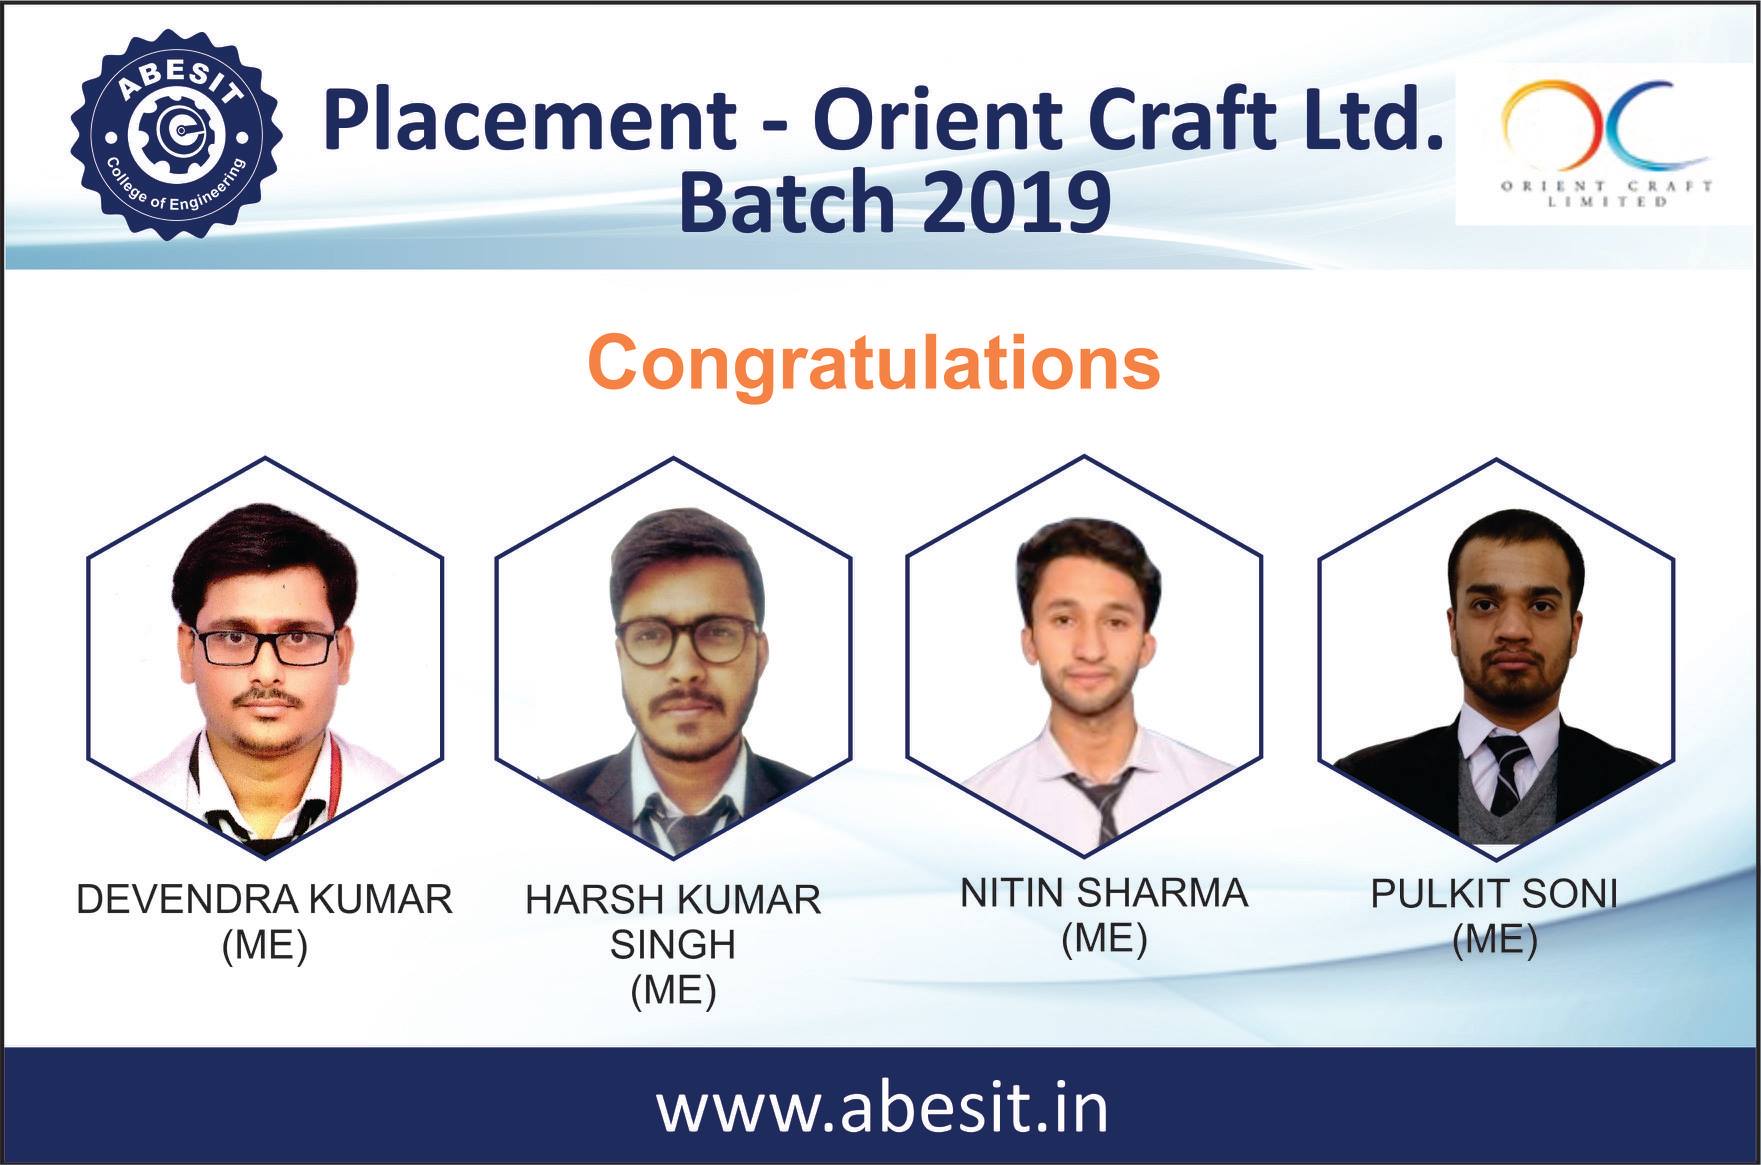 ABESIT
College of Engineering
Placement - Orient Craft Ltd.
Batch 2019
ORIENT CRAFT
LIMITED
Congratulations
DEVENDRA KUMAR
(ME)
HARSH KUMAR
SINGH
(ME)
NITIN SHARMA
(ME)
PULKIT SONI
(ME)
www.abesit.in